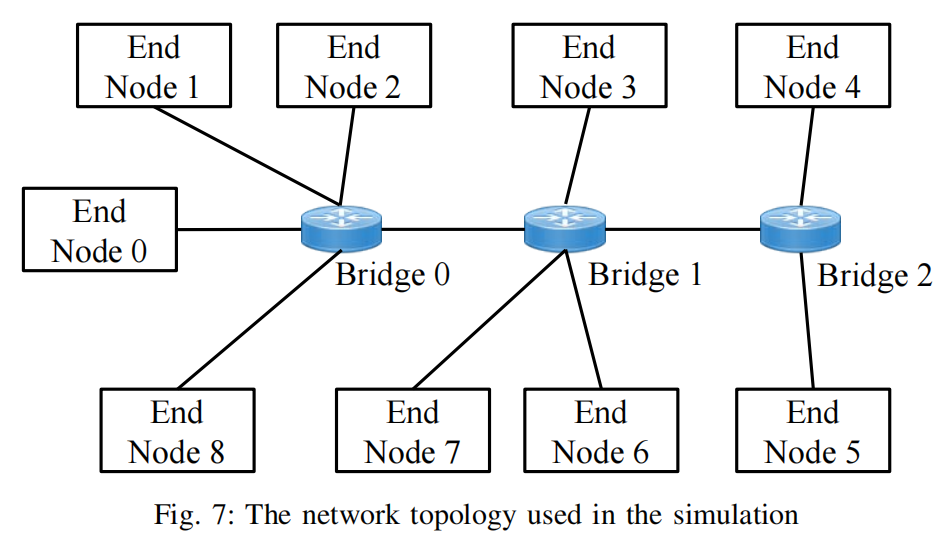 End
Node 1
End
Node 2
End
Node 3
End
Node 4
End
Node 0
Bridge 0
Bridge 1
Bridge 2
End
Node 8
End
Node 7
End
Node 6
End
Node 5
Fig. 7: The network topology used in the simulation